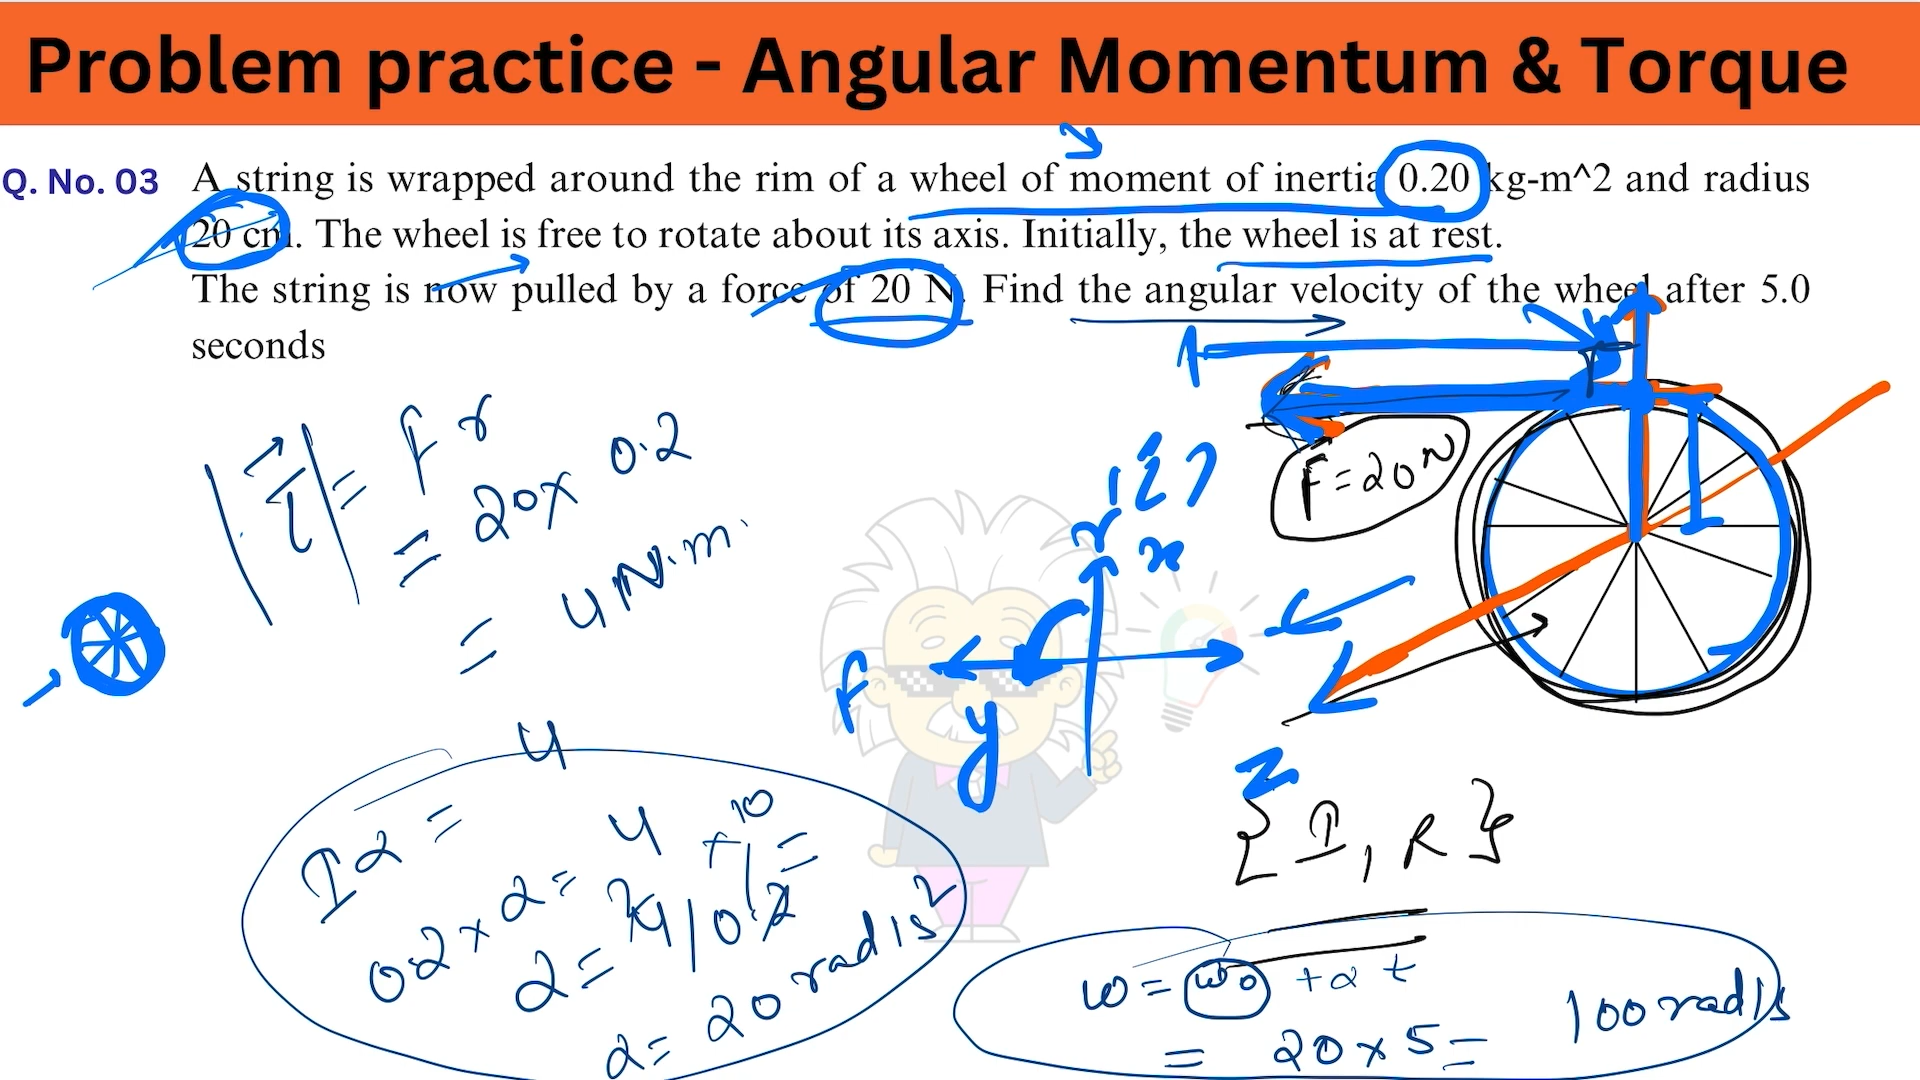 Problem practice - Angular Momentum & Torque
Q. No. 03 A string is wrapped around the rim of a wheel of moment of inertia 0.20 kg-m^2 and radius
20 cm. The wheel is free to rotate about its axis. Initially, the wheel is at rest.
The string is now pulled by a force of 20 N. Find the angular velocity of the wheel after 5.0
seconds
|τ| = F r
= 20 x 0.2
= 4 N.m.
F = 20 N
r
x
F
y
z
{ I, R }
I α = 4
0.2 x α = 4
α = 4/0.2
α = 20 rad/s²
ω = ω0 + α t
= 20 x 5 = 100 rad/s